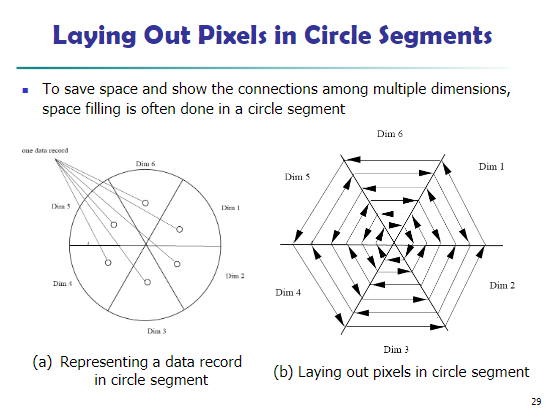 Laying Out Pixels in Circle Segments
To save space and show the connections among multiple dimensions,
space filling is often done in a circle segment
one data record
Dim 6
Dim 5
Dim 1
Dim 4
Dim 2
Dim 3
(a) Representing a data record
in circle segment
Dim 6
Dim 5
Dim 1
Dim 4
Dim 2
Dim 3
(b) Laying out pixels in circle segment
29